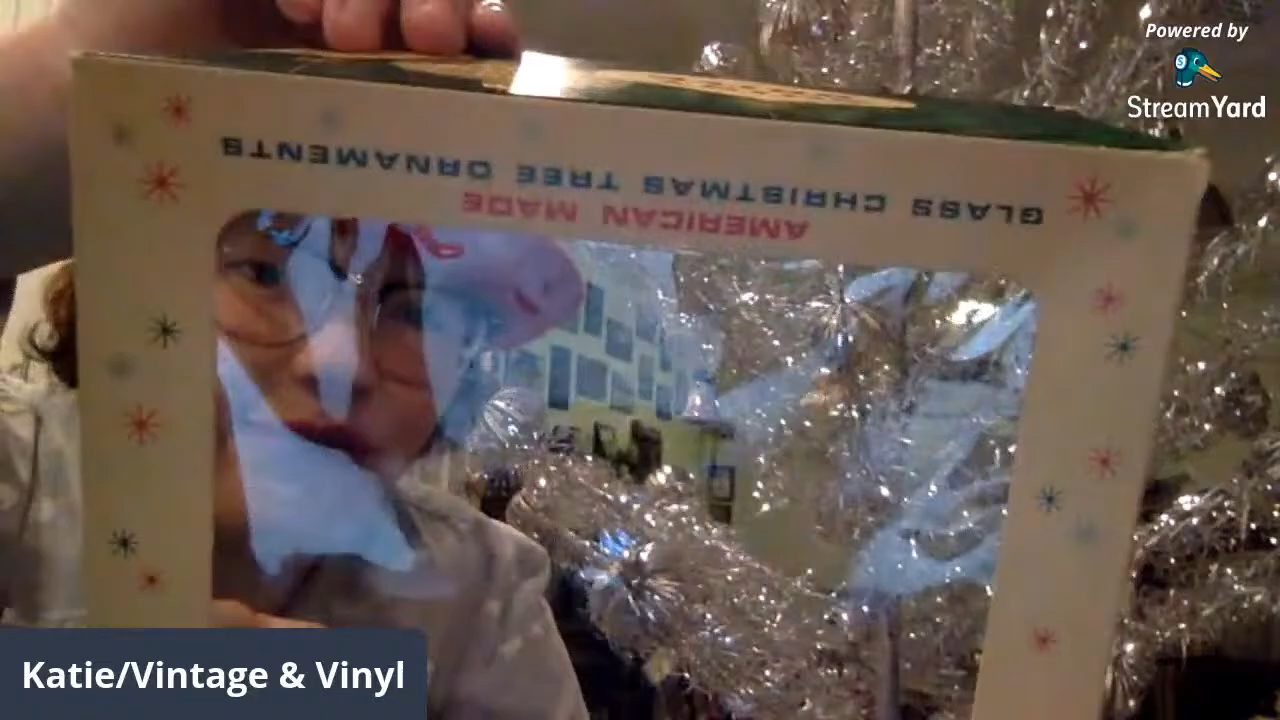 Powered by
StreamYard
GLASS CHRISTMAS TREE ORNAMENTS
AMERICAN MADE
Katie/Vintage & Vinyl